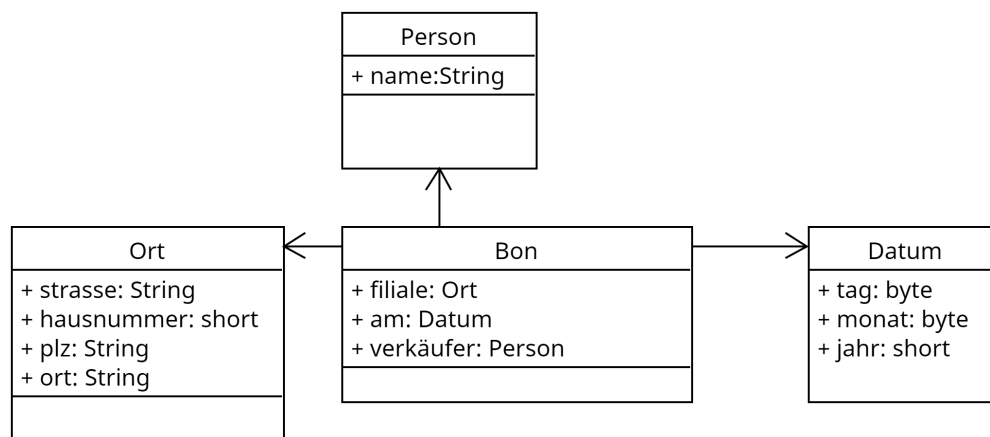 Person
+ name:String
Ort
+ strasse: String
+ hausnummer: short
+ plz: String
+ ort: String
Bon
+ filiale: Ort
+ am: Datum
+ verkäufer: Person
Datum
+ tag: byte
+ monat: byte
+ jahr: short